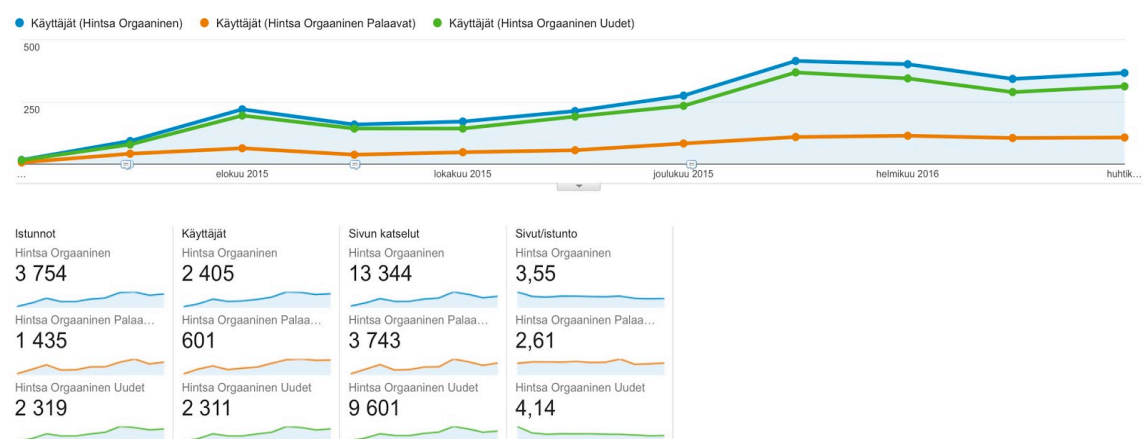 Käyttäjät (Hintsa Orgaaninen) Käyttäjät (Hintsa Orgaaninen Palaavat) Käyttäjät (Hintsa Orgaaninen Uudet)
500
250
... elokuu 2015 lokakuu 2015 joulukuu 2015 helmikuu 2016 huhtik...
Istunnot Käyttäjät Sivun katselut Sivut/istunto
Hintsa Orgaaninen Hintsa Orgaaninen Hintsa Orgaaninen Hintsa Orgaaninen
3 754 2 405 13 344 3,55
Hintsa Orgaaninen Palaa... Hintsa Orgaaninen Palaa... Hintsa Orgaaninen Palaa... Hintsa Orgaaninen Palaa...
1 435 601 3 743 2,61
Hintsa Orgaaninen Uudet Hintsa Orgaaninen Uudet Hintsa Orgaaninen Uudet Hintsa Orgaaninen Uudet
2 319 2 311 9 601 4,14